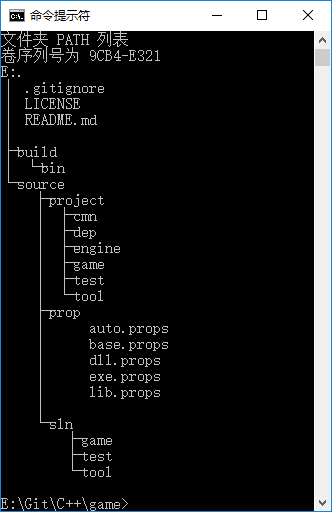 命令提示符
文件夹 PATH 列表
卷序列号为 9CB4-E321
E:.
│  .gitignore
│  LICENSE
│  README.md
│
├─build
│  └─bin
└─source
    ├─project
    │  ├─cmn
    │  ├─dep
    │  ├─engine
    │  ├─game
    │  ├─test
    │  └─tool
    ├─prop
    │      auto.props
    │      base.props
    │      dll.props
    │      exe.props
    │      lib.props
    │
    └─sln
        ├─game
        ├─test
        └─tool
E:\Git\C++\game>